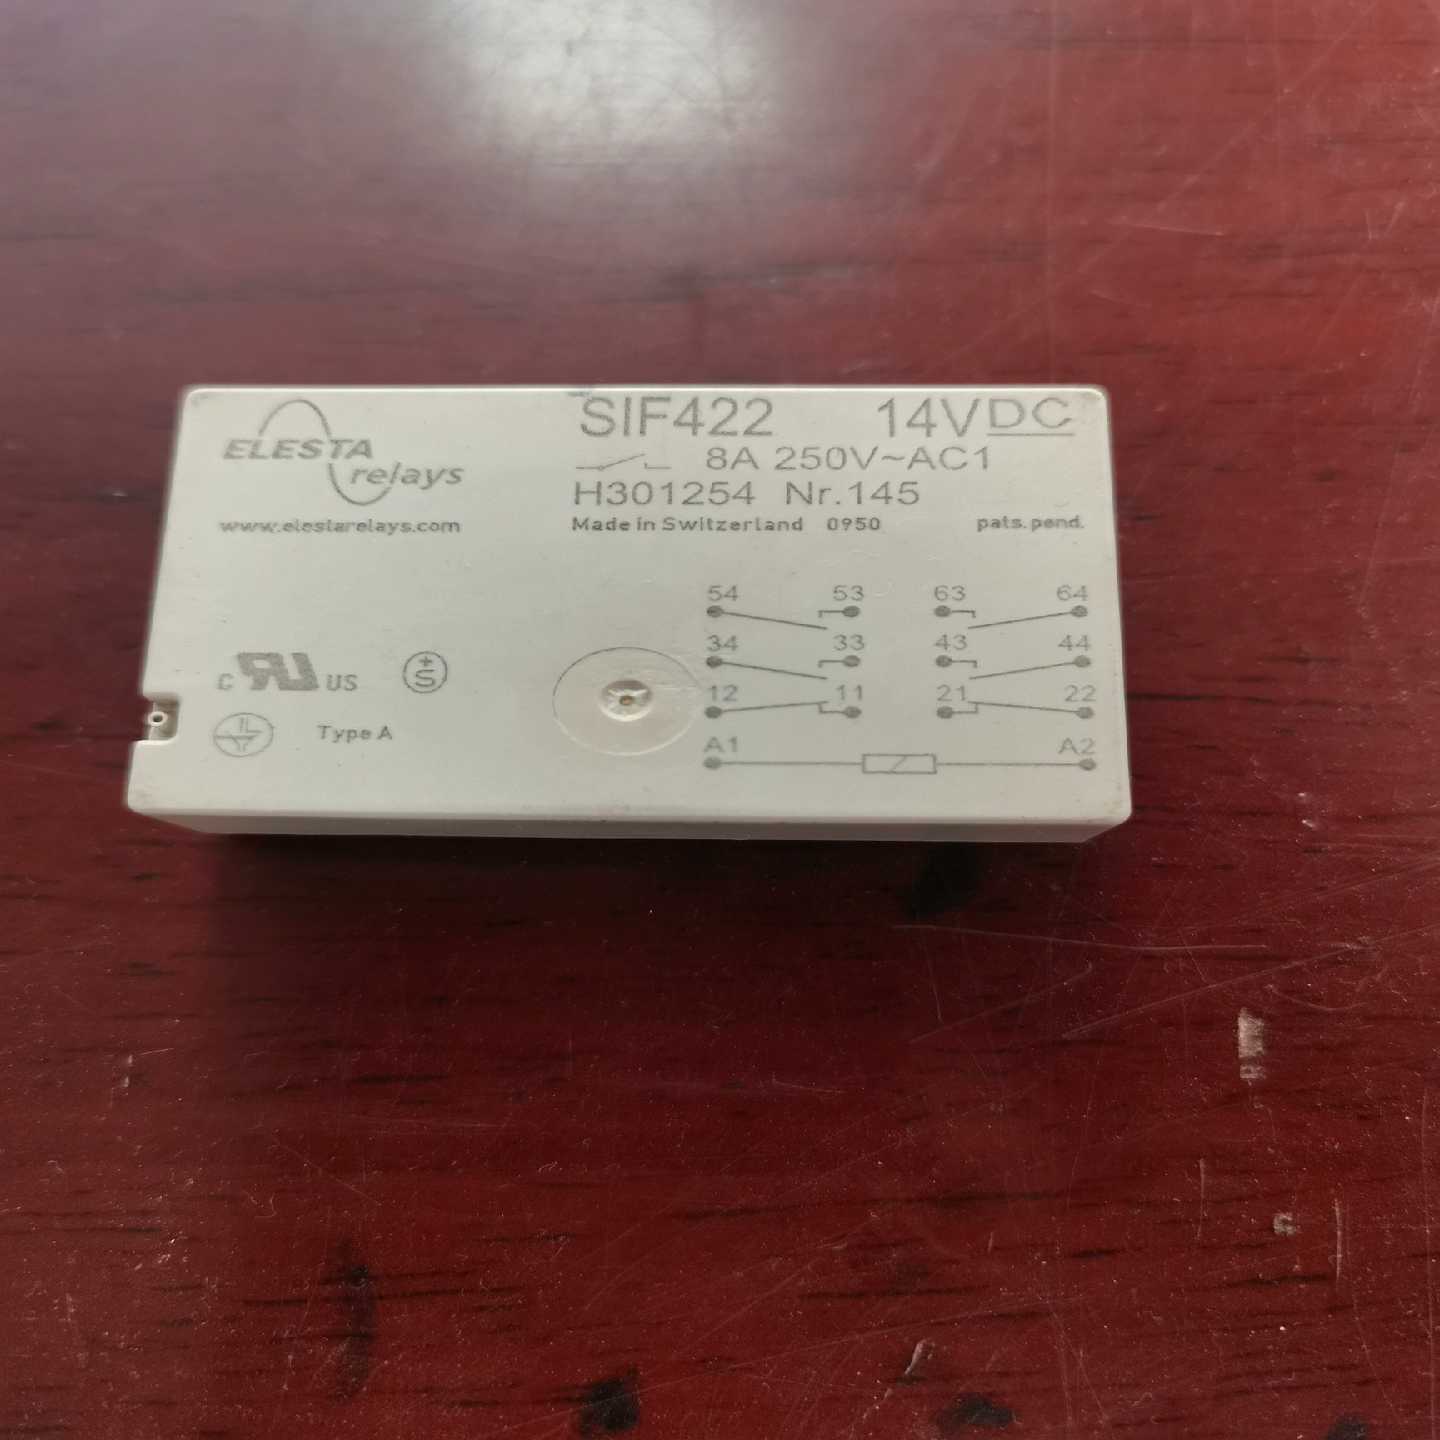 ELESTA
relays
www.elestarelays.com
SIF422 14VDC
8A 250V~AC1
H301254 Nr.145
Made in Switzerland 0950 pats.pend.
54 53 63 64
34 33 43 44
12 11 21 22
A1 A2
C RU US +S
Type A